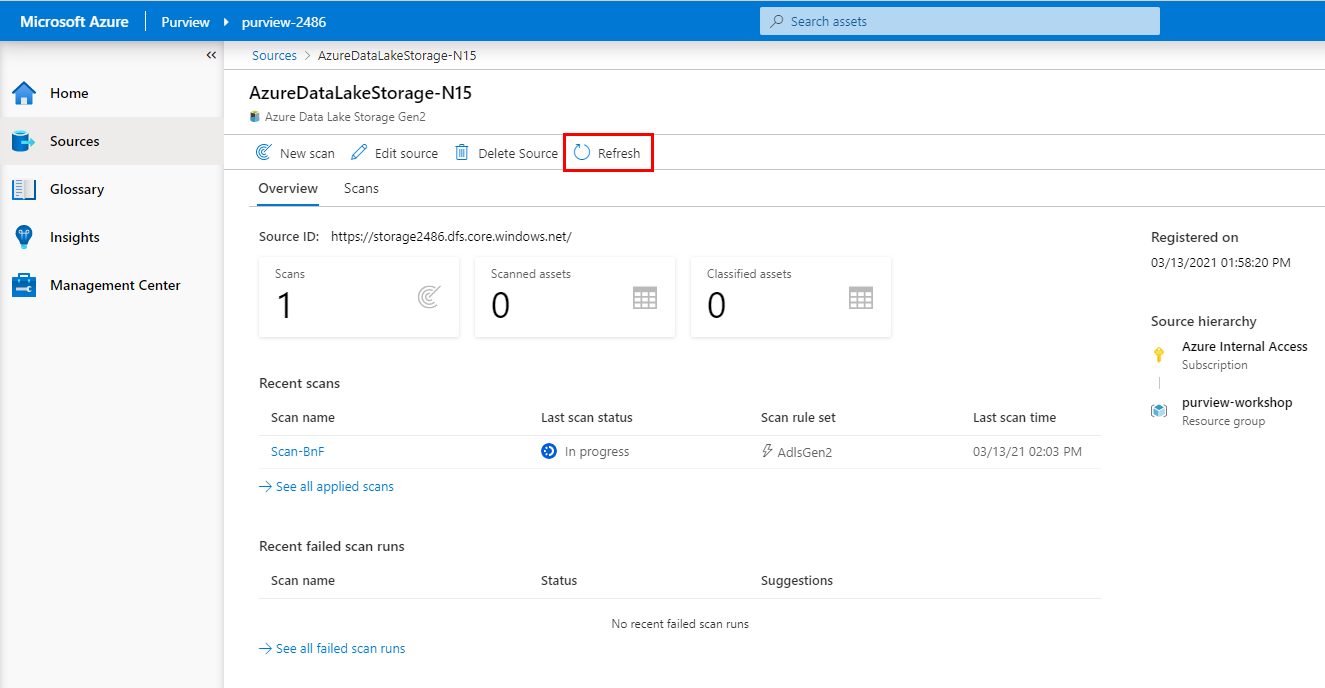 Microsoft Azure Purview purview-2486 Search assets
«
Sources > AzureDataLakeStorage-N15
Home
Sources
Glossary
Insights
Management Center
AzureDataLakeStorage-N15
Azure Data Lake Storage Gen2
New scan Edit source Delete Source Refresh
Overview Scans
Source ID: https://storage2486.dfs.core.windows.net/
Scans Scanned assets Classified assets
1 0 0
Recent scans
Scan name Last scan status Scan rule set Last scan time
Scan-BnF In progress AdlsGen2 03/13/21 02:03 PM
See all applied scans
Recent failed scan runs
Scan name Status Suggestions
No recent failed scan runs
See all failed scan runs
Registered on
03/13/2021 01:58:20 PM
Source hierarchy
Azure Internal Access
Subscription
purview-workshop
Resource group